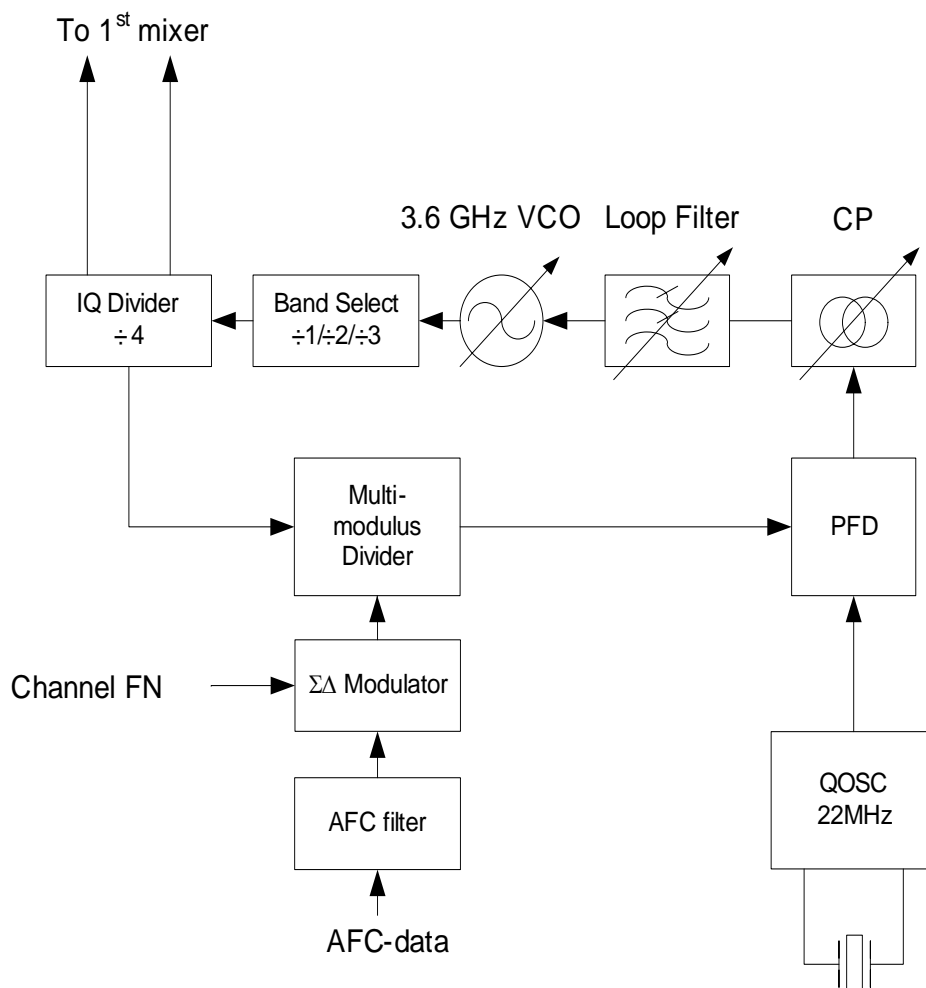 To 1st mixer
3.6 GHz VCO
Loop Filter
CP
IQ Divider
÷4
Band Select
÷1/÷2/÷3
Multi-
modulus
Divider
PFD
Channel FN
ΣΔ Modulator
AFC filter
QOSC
22MHz
AFC-data